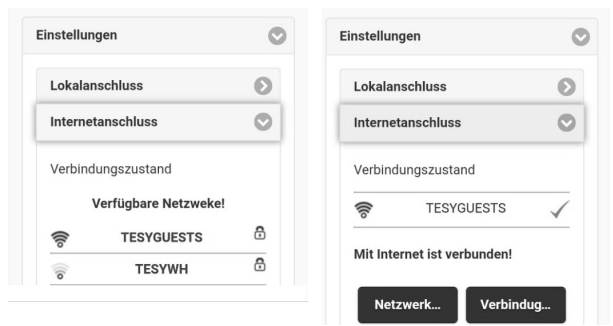 Einstellungen
Lokalanschluss
Internetanschluss
Verbindungszustand
Verfügbare Netzweke!
TESYGUESTS
TESYWH
Einstellungen
Lokalanschluss
Internetanschluss
Verbindungszustand
TESYGUESTS
Mit Internet ist verbunden!
Netzwerk... Verbindug...